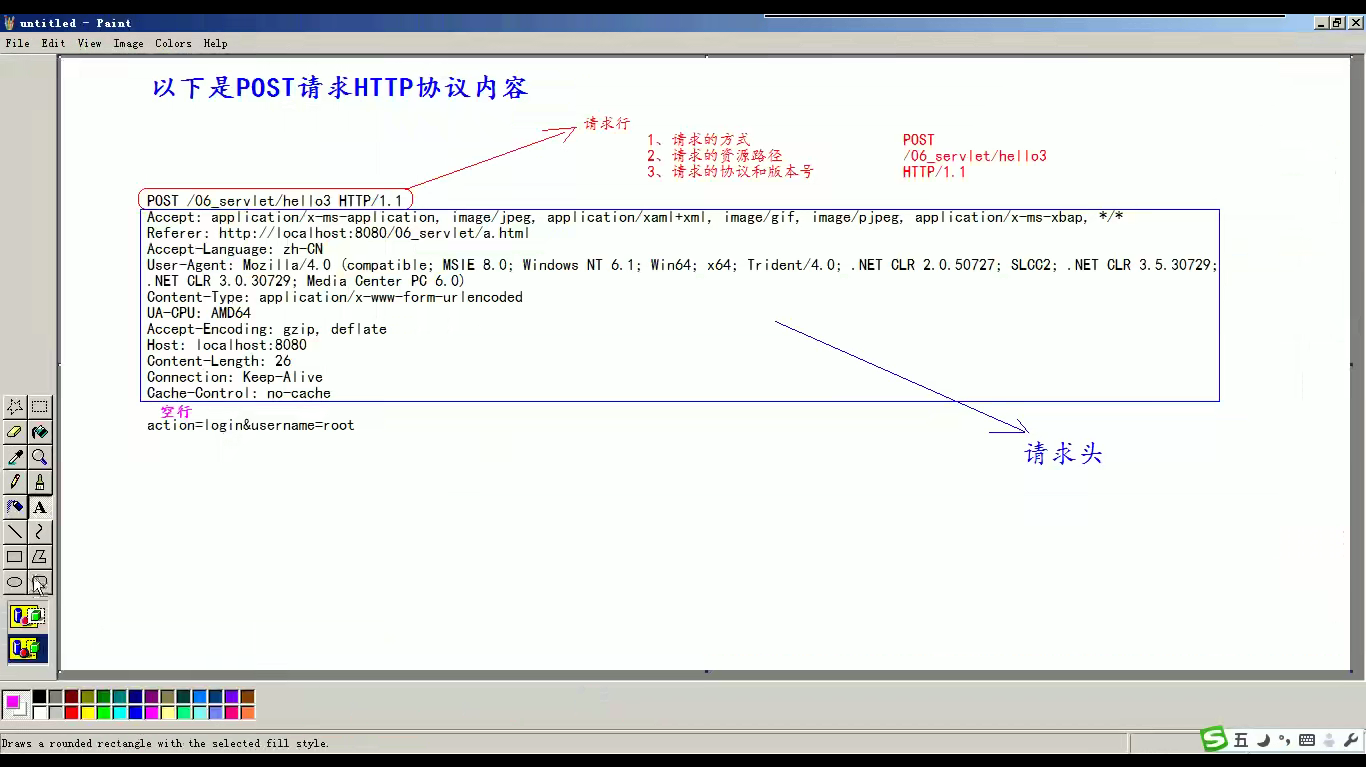 untitled - Paint
File Edit View Image Colors Help
以下是POST请求HTTP协议内容
请求行
1、请求的方式 POST
2、请求的资源路径 /06_servlet/hello3
3、请求的协议和版本号 HTTP/1.1
POST /06_servlet/hello3 HTTP/1.1
Accept: application/x-ms-application, image/jpeg, application/xaml+xml, image/gif, image/pjpeg, application/x-ms-xbap, */*
Referer: http://localhost:8080/06_servlet/a.html
Accept-Language: zh-CN
User-Agent: Mozilla/4.0 (compatible; MSIE 8.0; Windows NT 6.1; Win64; x64; Trident/4.0; .NET CLR 2.0.50727; SLCC2; .NET CLR 3.5.30729;
.NET CLR 3.0.30729; Media Center PC 6.0)
Content-Type: application/x-www-form-urlencoded
UA-CPU: AMD64
Accept-Encoding: gzip, deflate
Host: localhost:8080
Content-Length: 26
Connection: Keep-Alive
Cache-Control: no-cache
空行
action=login&username=root
请求头
A
Draws a rounded rectangle with the selected fill style.
S 五